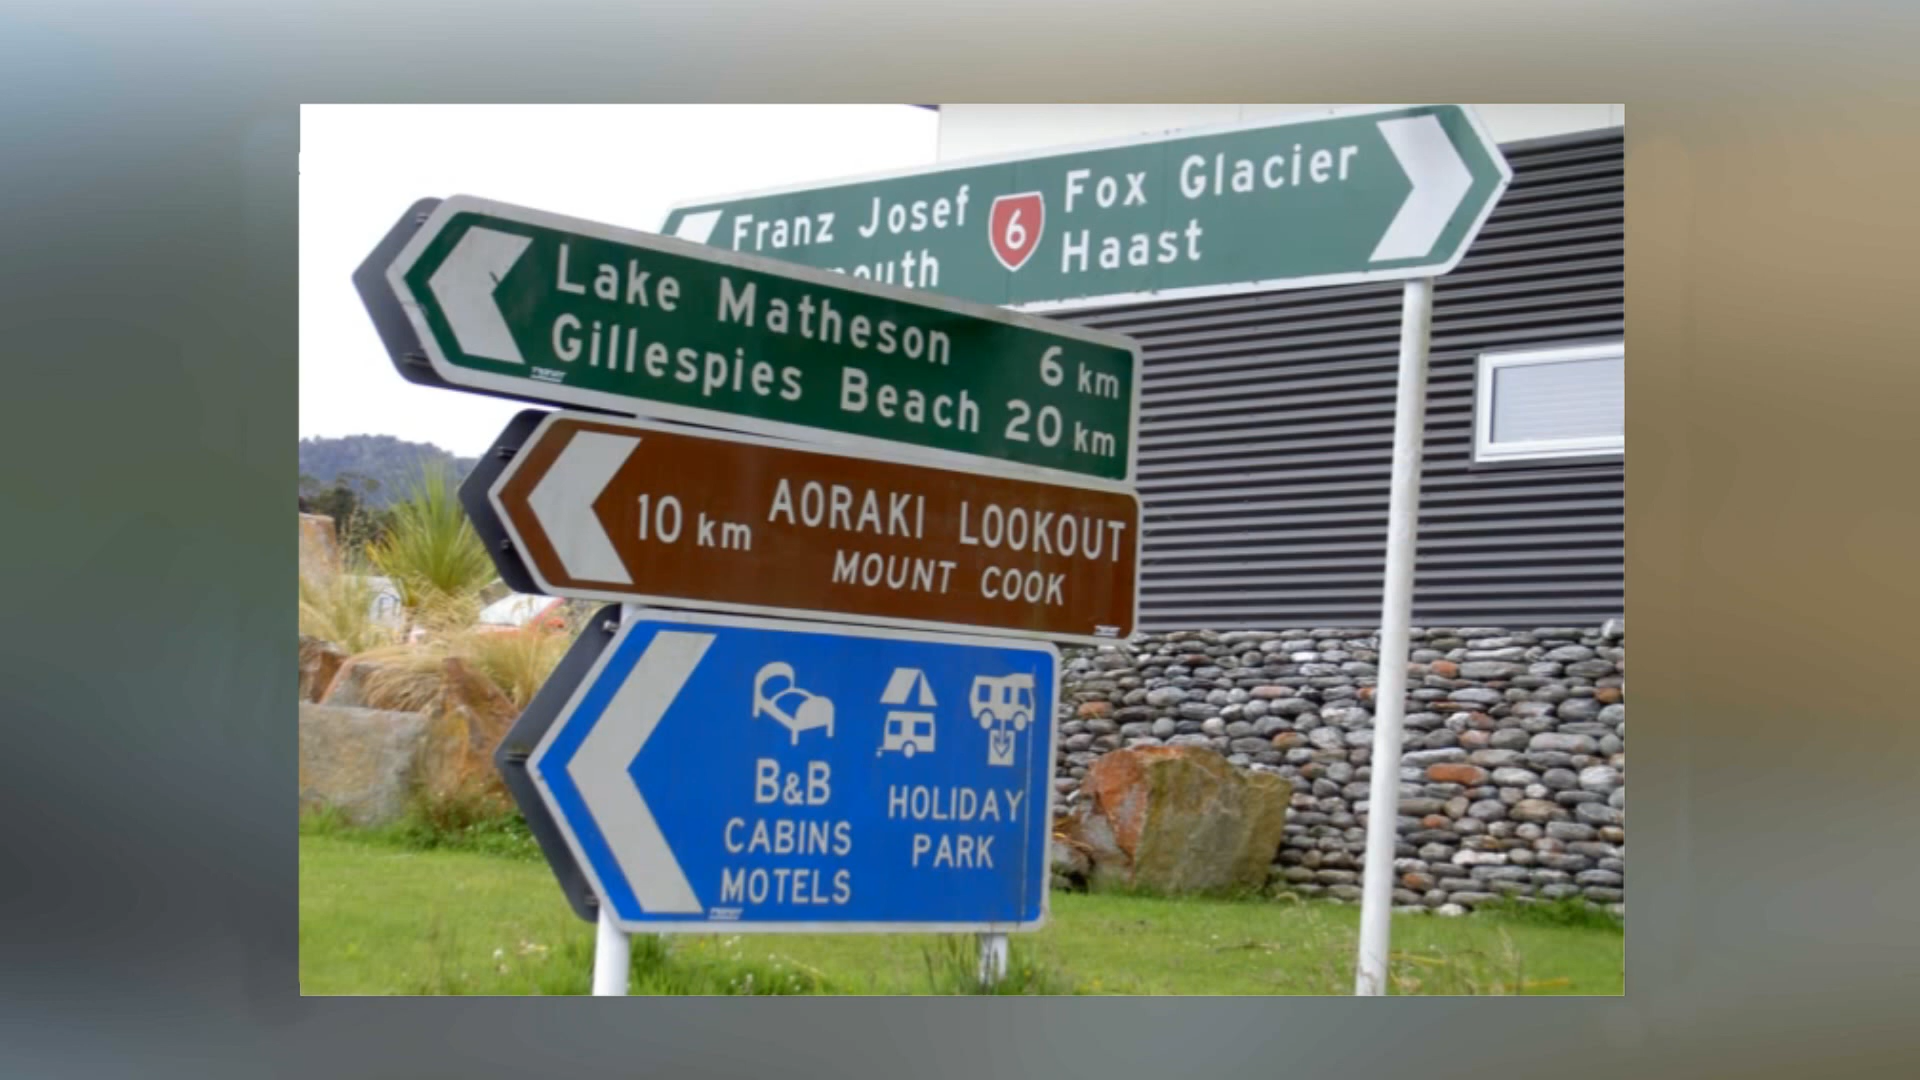 Franz Josef
6
Fox Glacier
Haast
Lake Matheson 6 km
Gillespies Beach 20 km
10 km AORAKI LOOKOUT
MOUNT COOK
B&B
CABINS
MOTELS
HOLIDAY
PARK